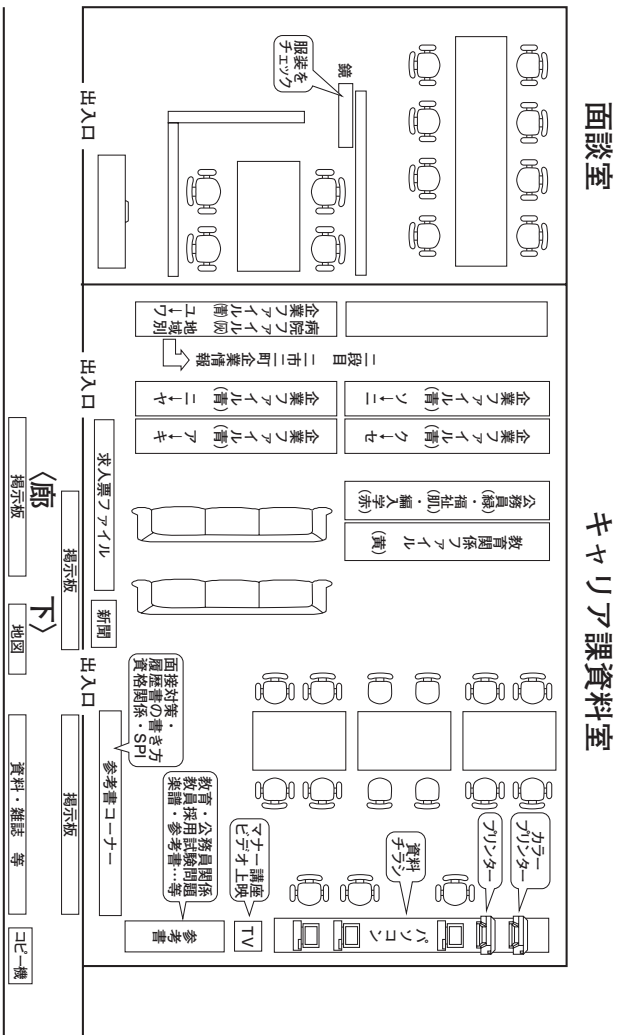 面談室
キャリア課資料室
鏡
服装を
チェック
出入口
企業ファイル(青) ユ→ワ
病院ファイル(灰) 地域別
二段目 二市二町企業情報
企業ファイル(青) ソ→ニ
企業ファイル(青) ニ→ヤ
企業ファイル(青) ク→セ
企業ファイル(青) ア→キ
公務員(緑)・福祉(肌)・編入学(赤)
教育関係ファイル (黄)
出入口
求人票ファイル
新聞
出入口
面接対策・
履歴書の書き方
資格関係・SPI
参考書コーナー
教育・公務員関係
教員採用試験問題
楽譜・参考書…等
参考書
マナー講座
ビデオ上映
TV
資料
チラシ
パソコン
プリンター
カラー
プリンター
〈廊下〉
掲示板
掲示板
地図
掲示板
資料・雑誌 等
コピー機